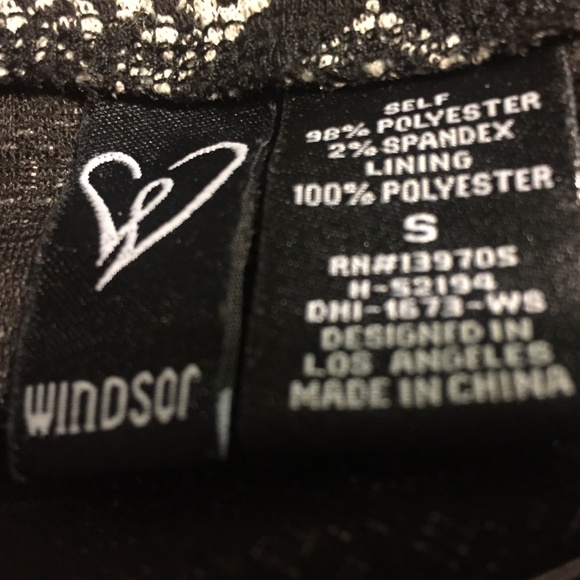 WINDSOR
SELF
98% POLYESTER
2% SPANDEX
LINING
100% POLYESTER
S
RN#139705
H-52194
DHI-1673-WS
DESIGNED IN
LOS ANGELES
MADE IN CHINA